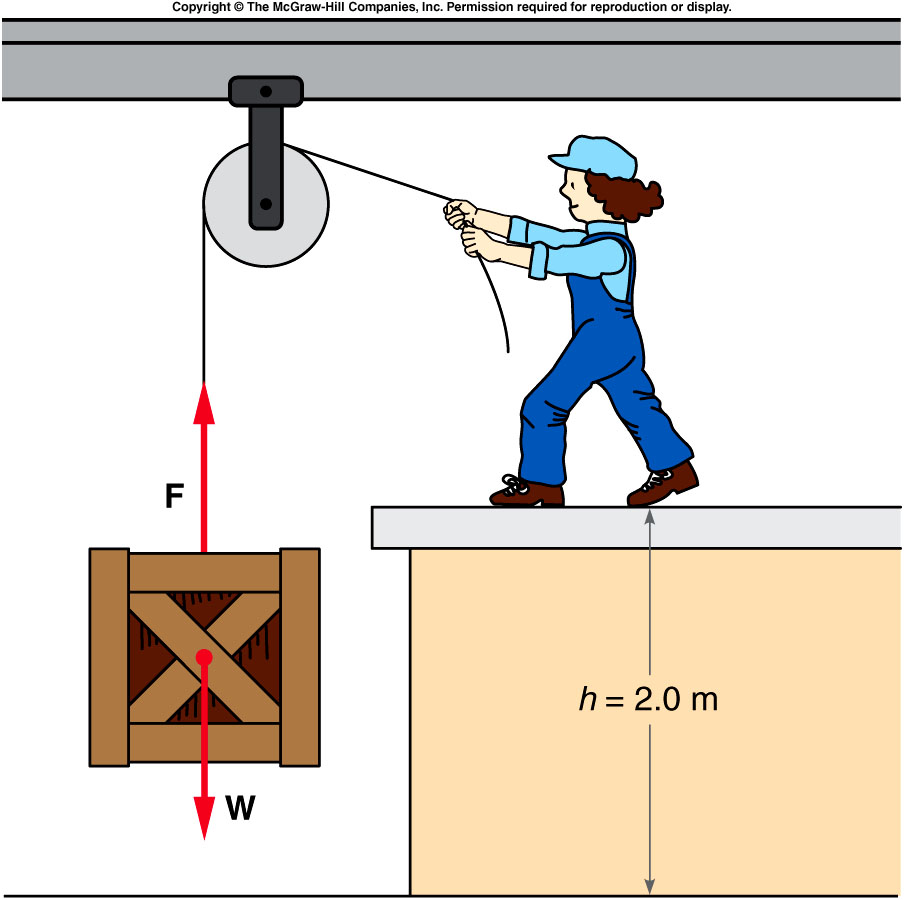 Copyright © The McGraw-Hill Companies, Inc. Permission required for reproduction or display.
F
h = 2.0 m
W